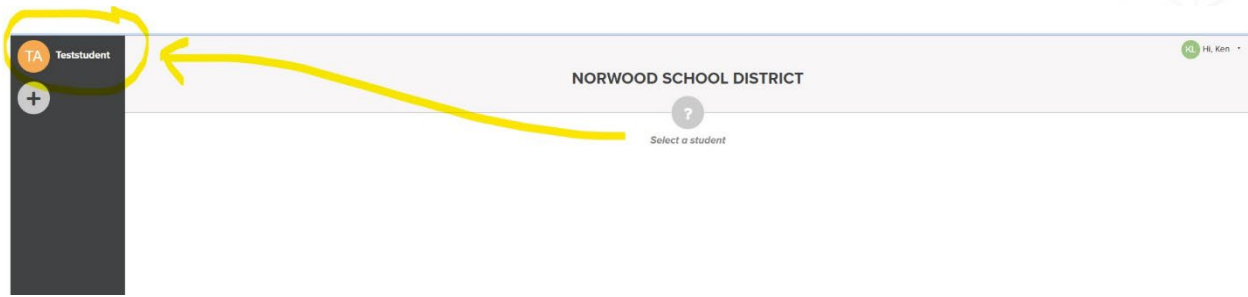 TA Teststudent
KL Hi, Ken
NORWOOD SCHOOL DISTRICT
+
?
Select a student